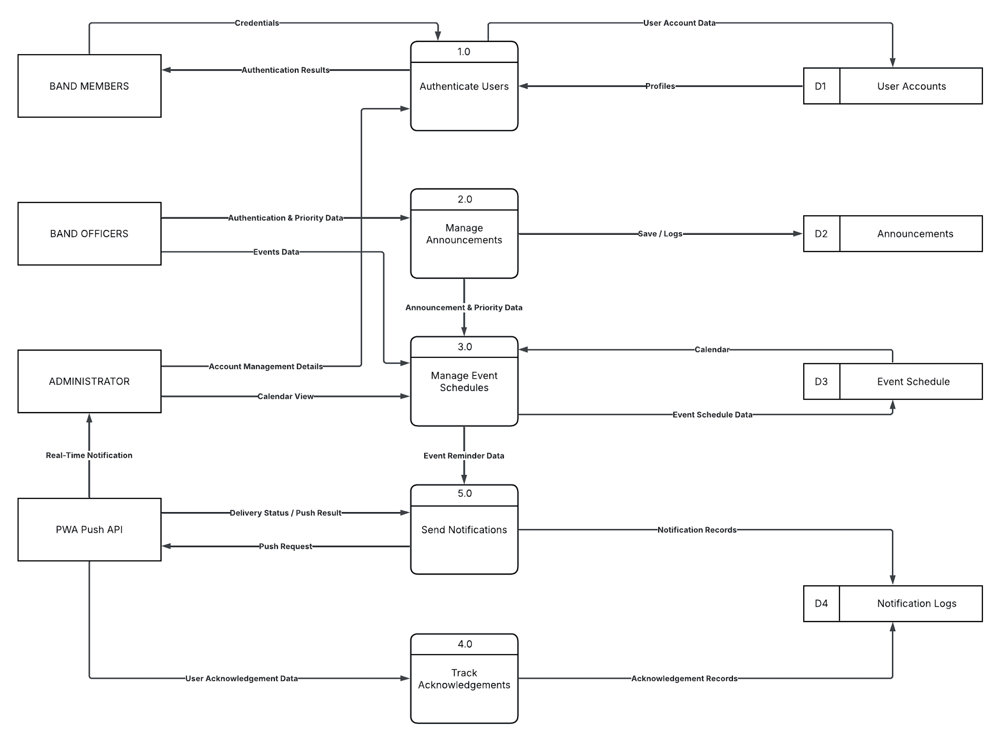 Credentials
User Account Data
1.0
Authentication Results
BAND MEMBERS
Authenticate Users
Profiles
D1
User Accounts
2.0
Authentication & Priority Data
BAND OFFICERS
Manage
Announcements
Save / Logs
D2
Announcements
Events Data
Announcement & Priority Data
3.0
Calendar
Account Management Details
ADMINISTRATOR
Manage Event
Schedules
D3
Event Schedule
Calendar View
Event Schedule Data
Real-Time Notification
Event Reminder Data
5.0
Delivery Status / Push Result
PWA Push API
Send Notifications
Notification Records
Push Request
D4
Notification Logs
4.0
Track
Acknowledgements
User Acknowledgement Data
Acknowledgement Records